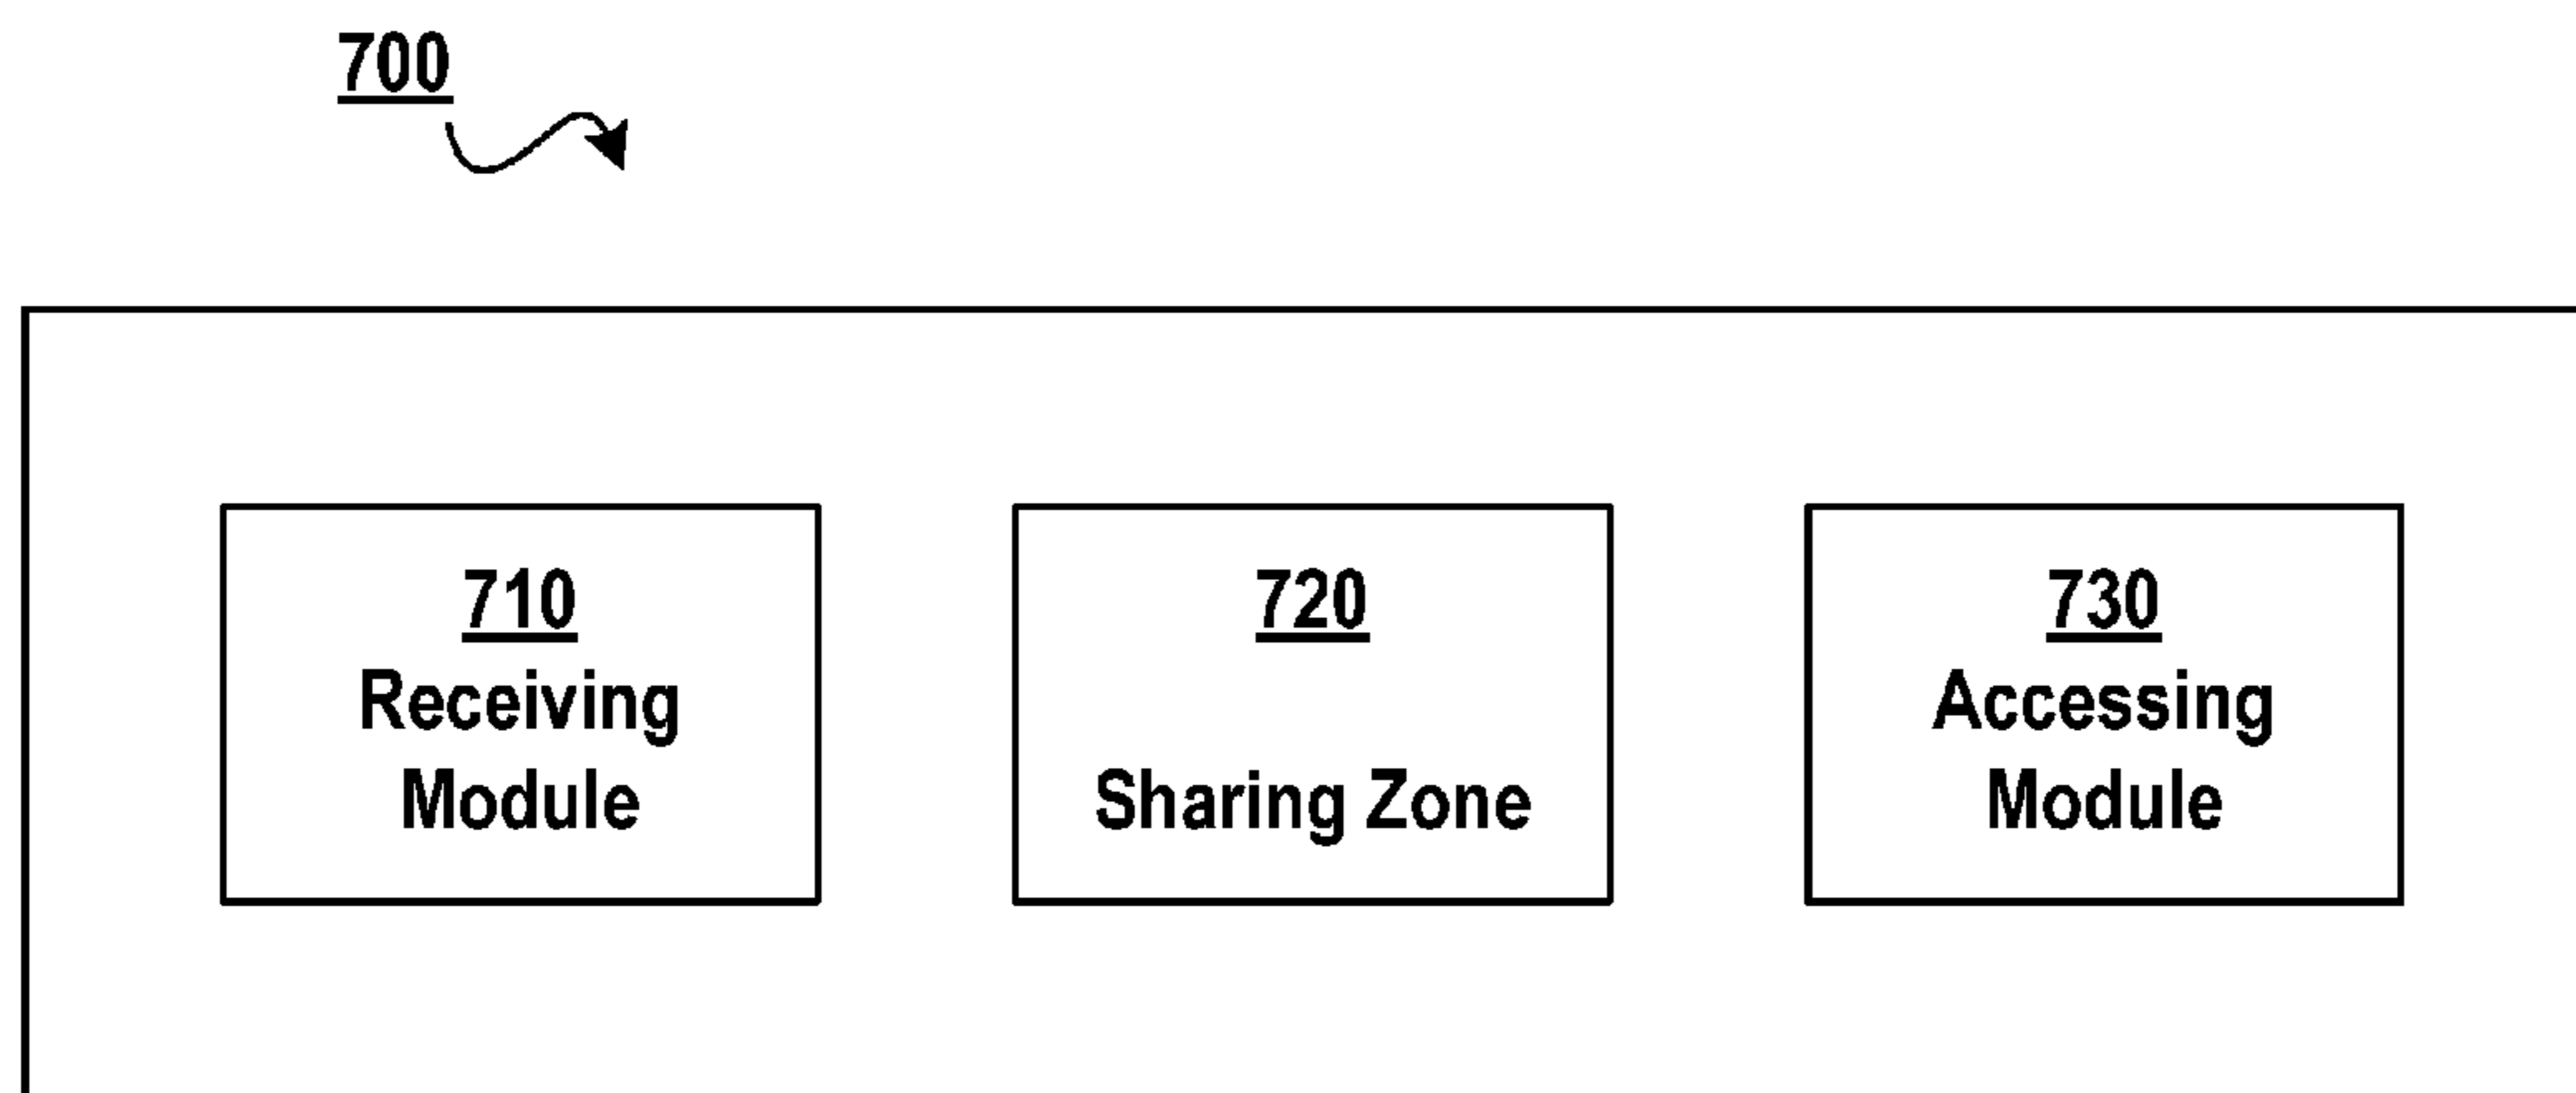 700
710
Receiving
Module
720
Sharing Zone
730
Accessing
Module